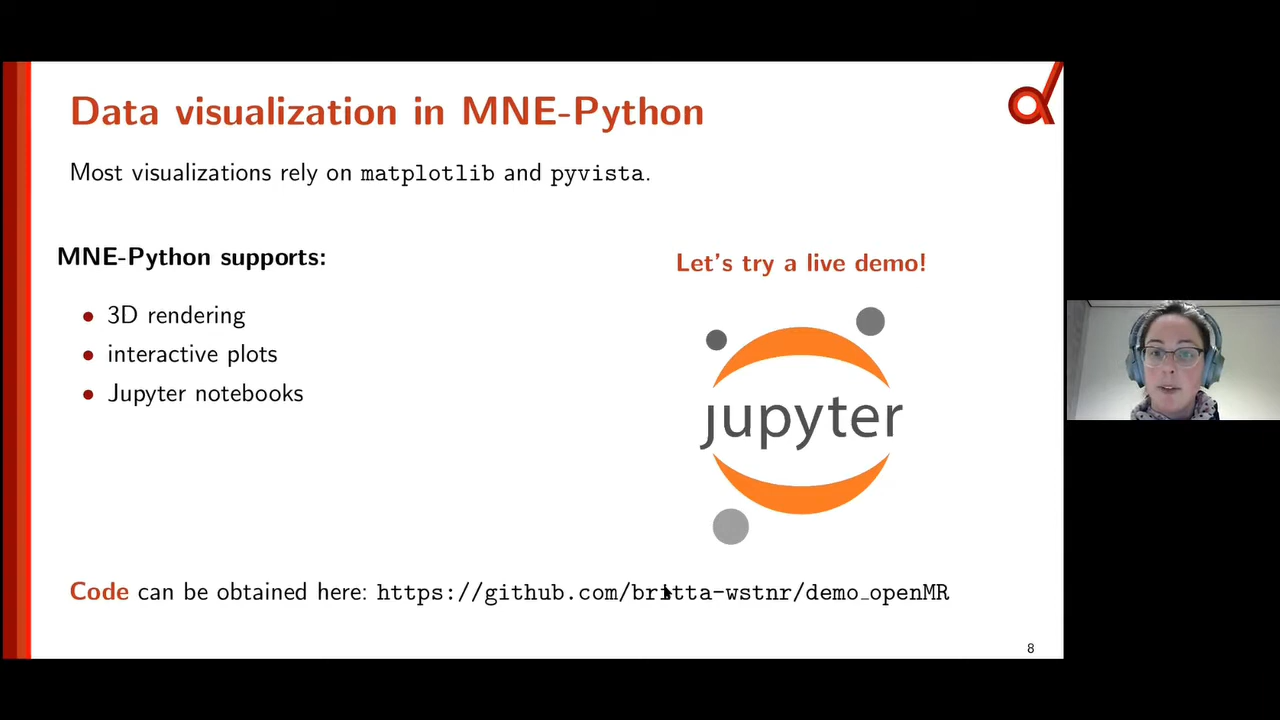 Data visualization in MNE-Python
Most visualizations rely on matplotlib and pyvista.
MNE-Python supports:
• 3D rendering
• interactive plots
• Jupyter notebooks
Let's try a live demo!
jupyter
Code can be obtained here: https://github.com/britta-wstnr/demo_openMR
8